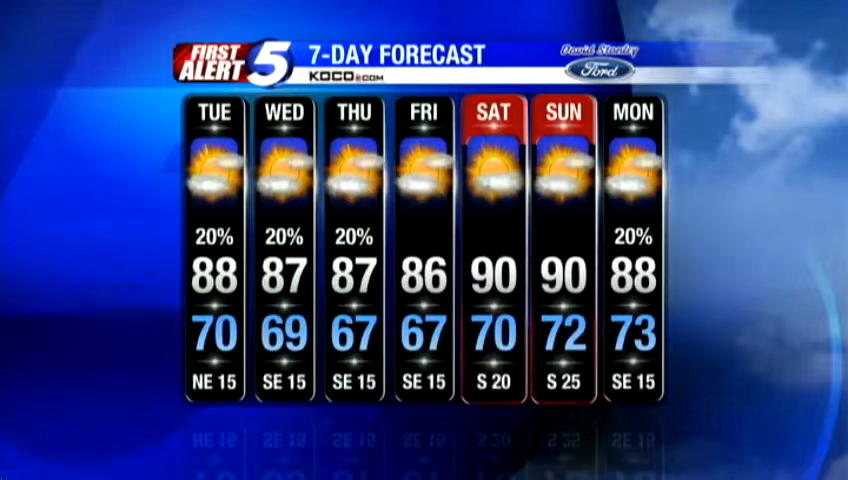 FIRST ALERT 5
7-DAY FORECAST
KOCO.COM
David Stanley
Ford
TUE WED THU FRI SAT SUN MON
20% 20% 20% 20%
88 87 87 86 90 90 88
70 69 67 67 70 72 73
NE 15 SE 15 SE 15 SE 15 S 20 S 25 SE 15